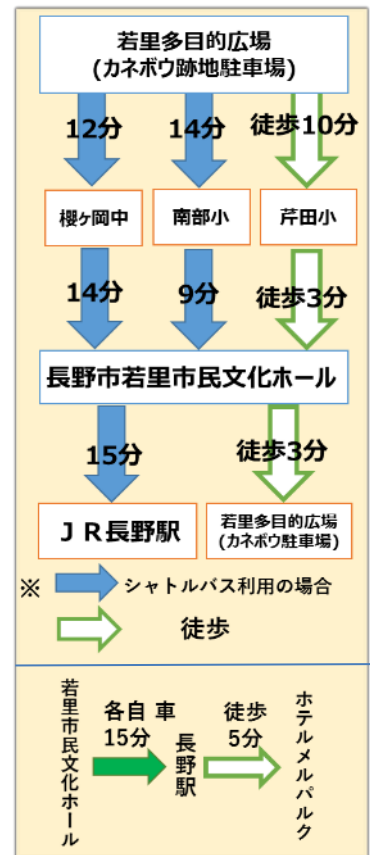 若里多目的広場
(カネボウ跡地駐車場)
12分
14分
徒歩10分
櫻ヶ岡中
南部小
芹田小
14分
9分
徒歩3分
長野市若里市民文化ホール
15分
徒歩3分
ＪＲ長野駅
若里多目的広場
(カネボウ駐車場)
※
シャトルバス利用の場合
徒歩
若里市民文化ホール
各自 車
15分
長野駅
徒歩
5分
ホテルメルパルク